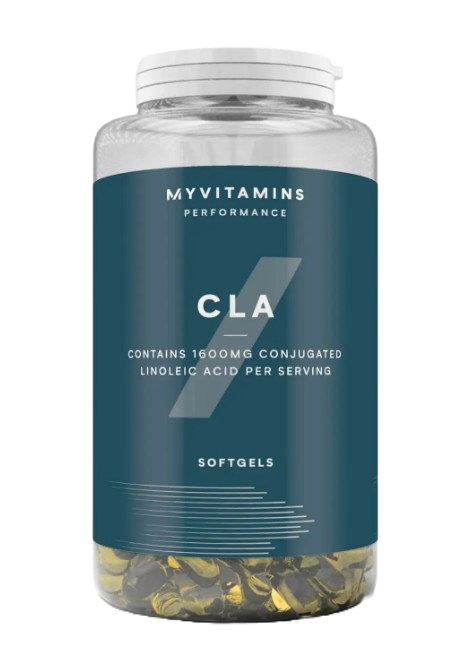 MYVITAMINS
PERFORMANCE
CLA
CONTAINS 1600MG CONJUGATED
LINOLEIC ACID PER SERVING
SOFTGELS